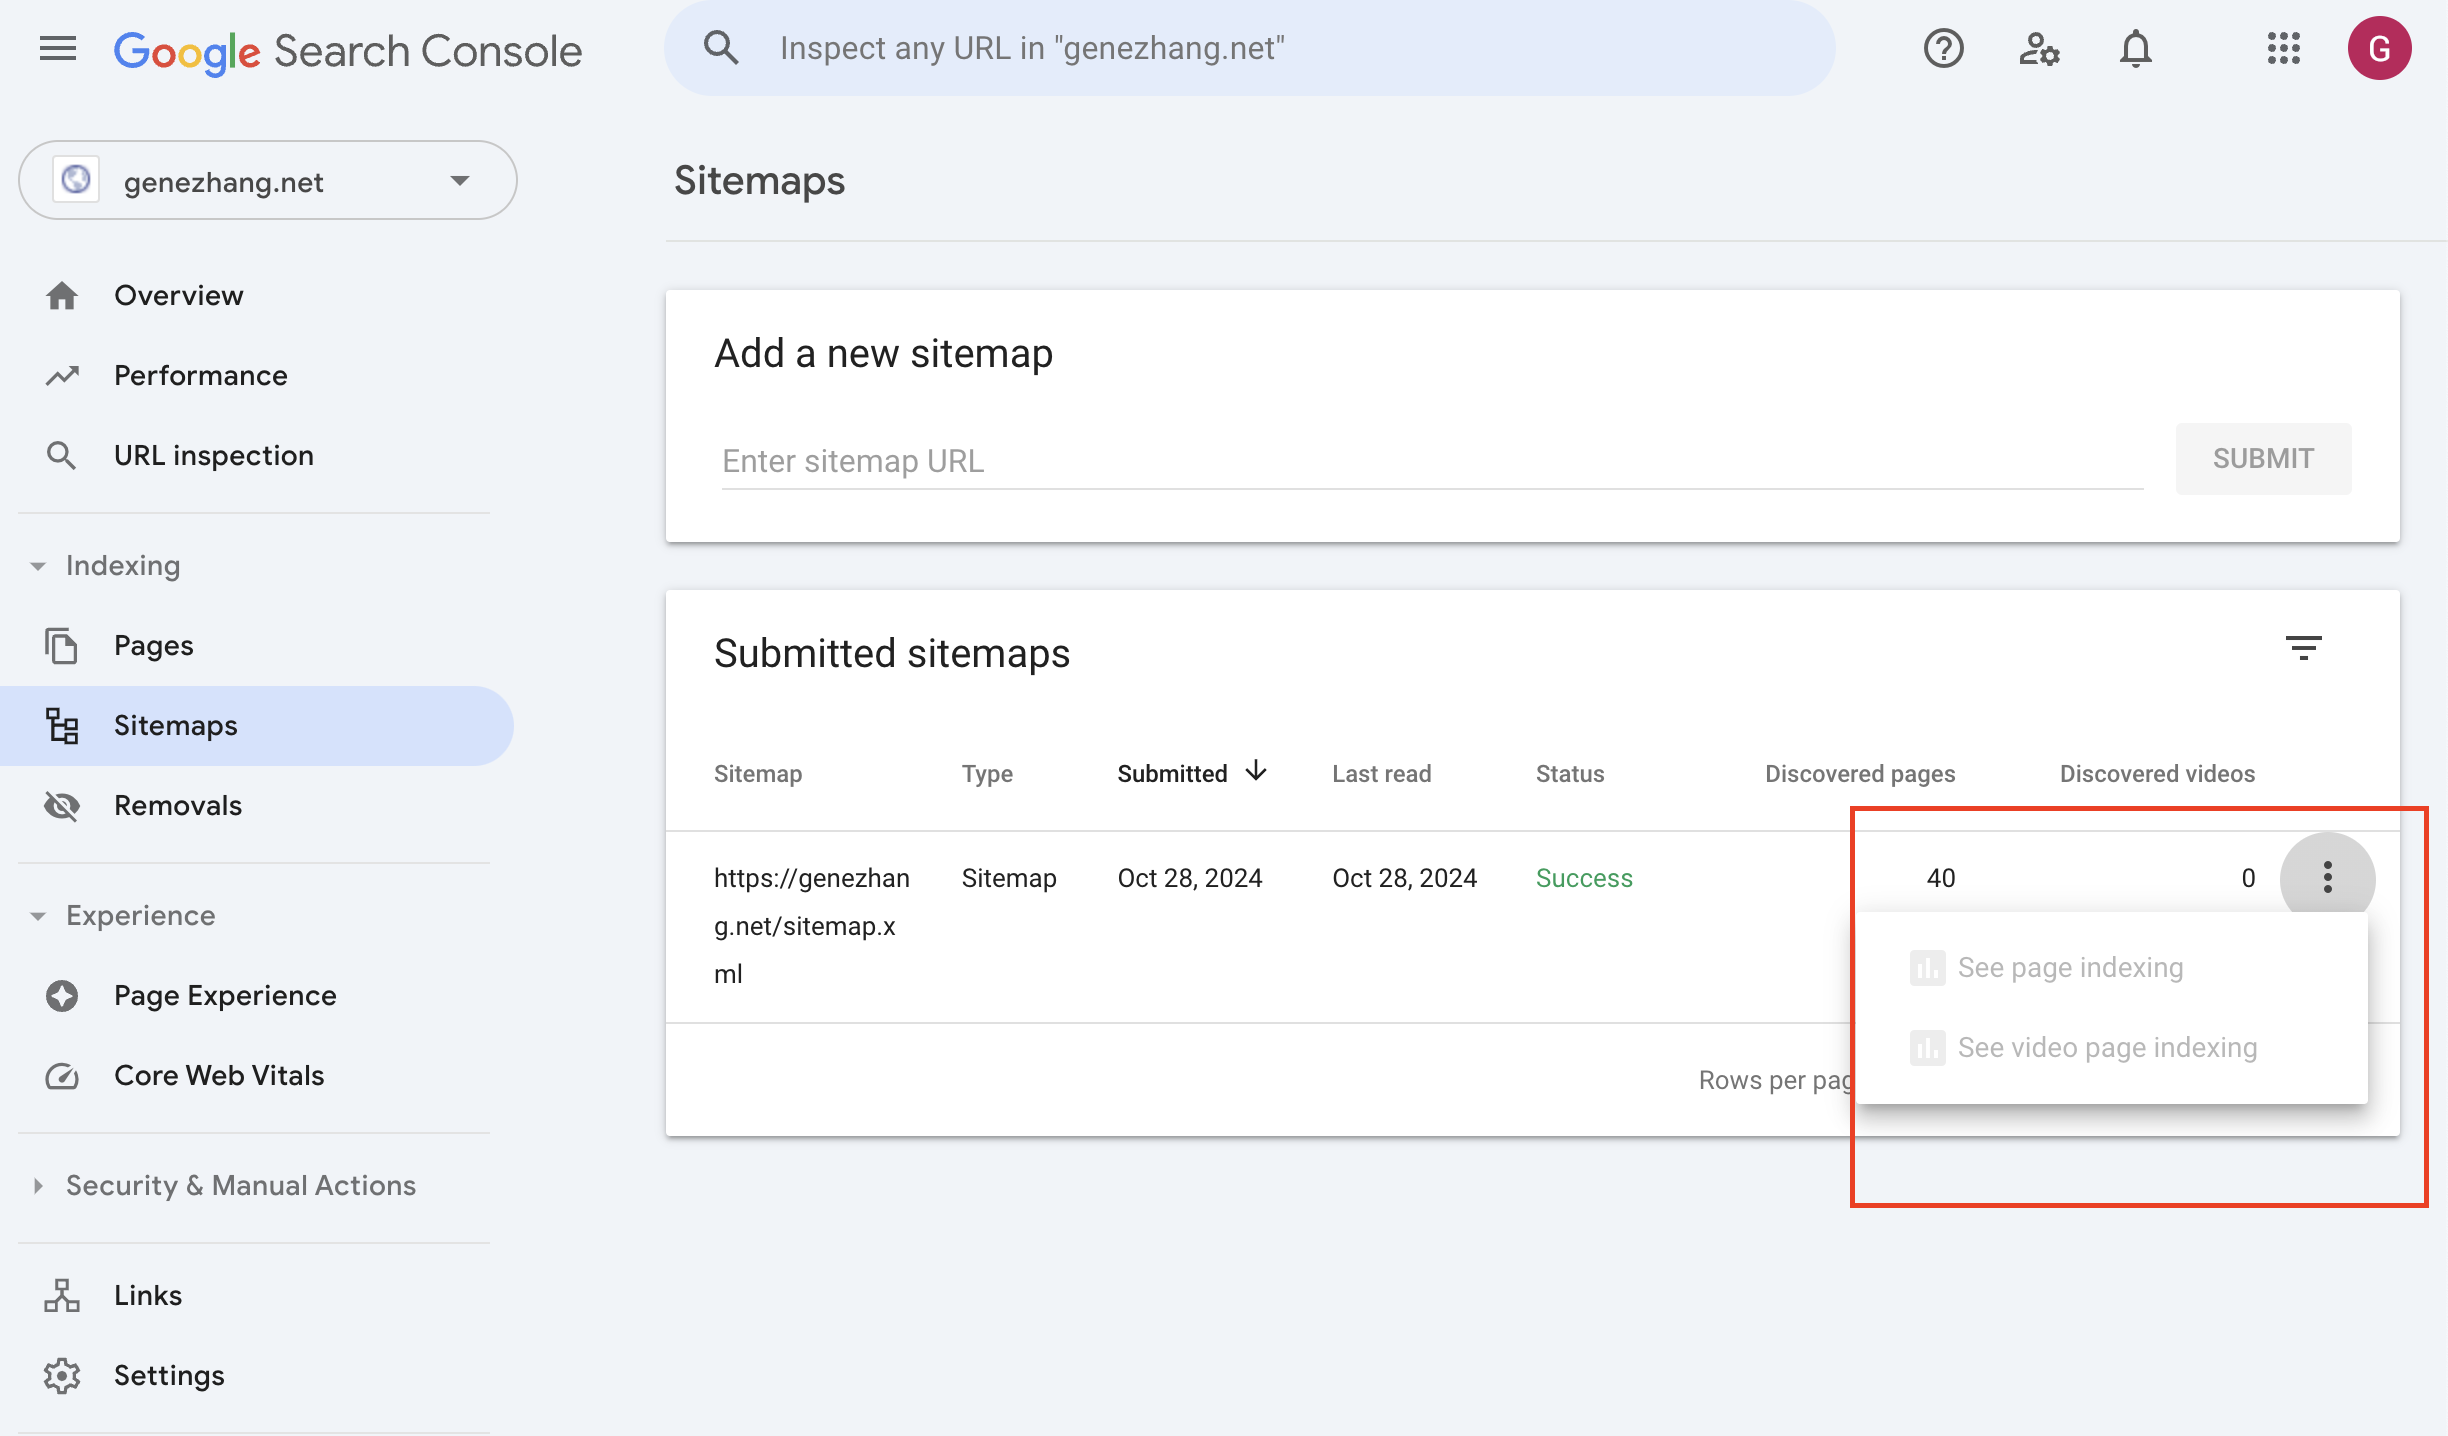 Google Search Console
Inspect any URL in "genezhang.net"
G
genezhang.net
Overview
Performance
URL inspection
Indexing
Pages
Sitemaps
Removals
Experience
Page Experience
Core Web Vitals
Security & Manual Actions
Links
Settings
Sitemaps
Add a new sitemap
Enter sitemap URL
SUBMIT
Submitted sitemaps
Sitemap Type Submitted Last read Status Discovered pages Discovered videos
https://genezhan Sitemap Oct 28, 2024 Oct 28, 2024 Success 40 0
g.net/sitemap.x
ml
See page indexing
See video page indexing
Rows per pag